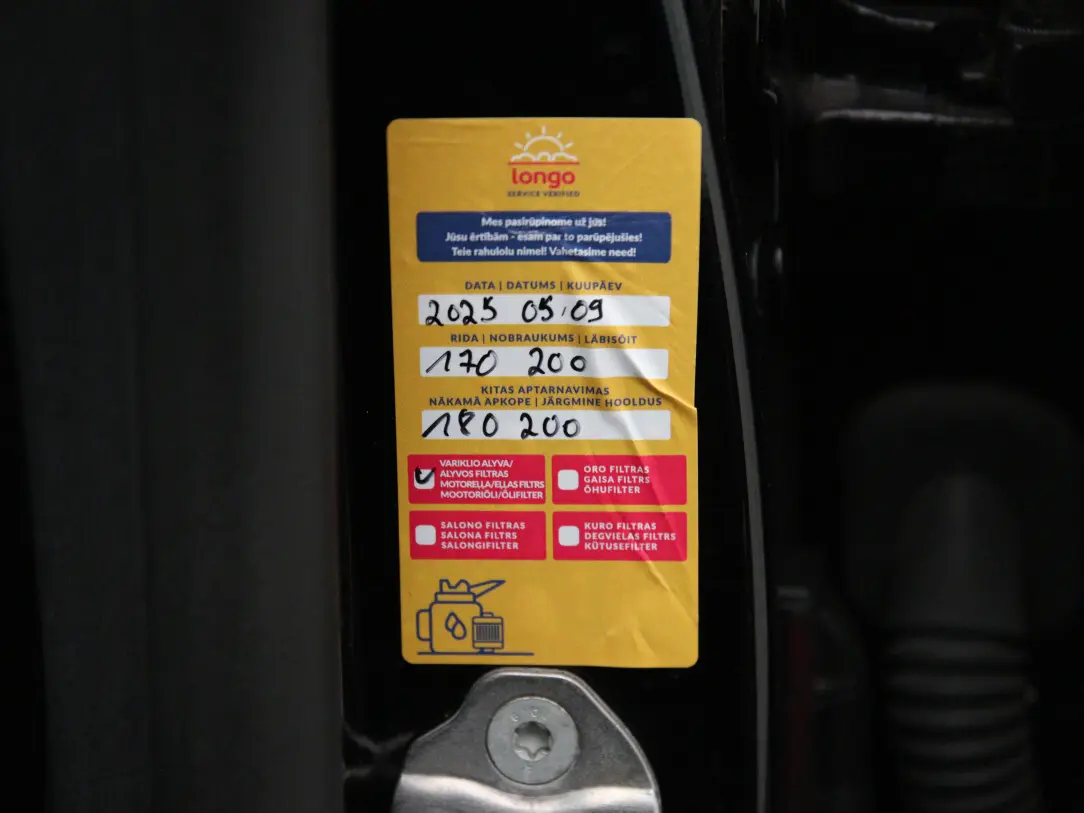 longo
SERVICE VERIFIED
Mes pasirūpinome už jus!
Jūsu ērtībām - esam par to parūpējušies!
Teie rahulolu nimel! Vahetasime need!
DATA | DATUMS | KUUPÄEV
2025 05.09
RIDA | NOBRAUKUMS | LÄBISÕIT
170 200
KITAS APTARNAVIMAS
NĀKAMĀ APKOPE | JÄRGMINE HOOLDUS
180 200
VARIKLIO ALYVA/
ALYVOS FILTRAS
MOTOREĻĻA/EĻĻAS FILTRS
MOOTORIÕLI/ÕLIFILTER
ORO FILTRAS
GAISA FILTRS
ÕHUFILTER
SALONO FILTRAS
SALONA FILTRS
SALONGIFILTER
KURO FILTRAS
DEGVIELAS FILTRS
KÜTUSEFILTER